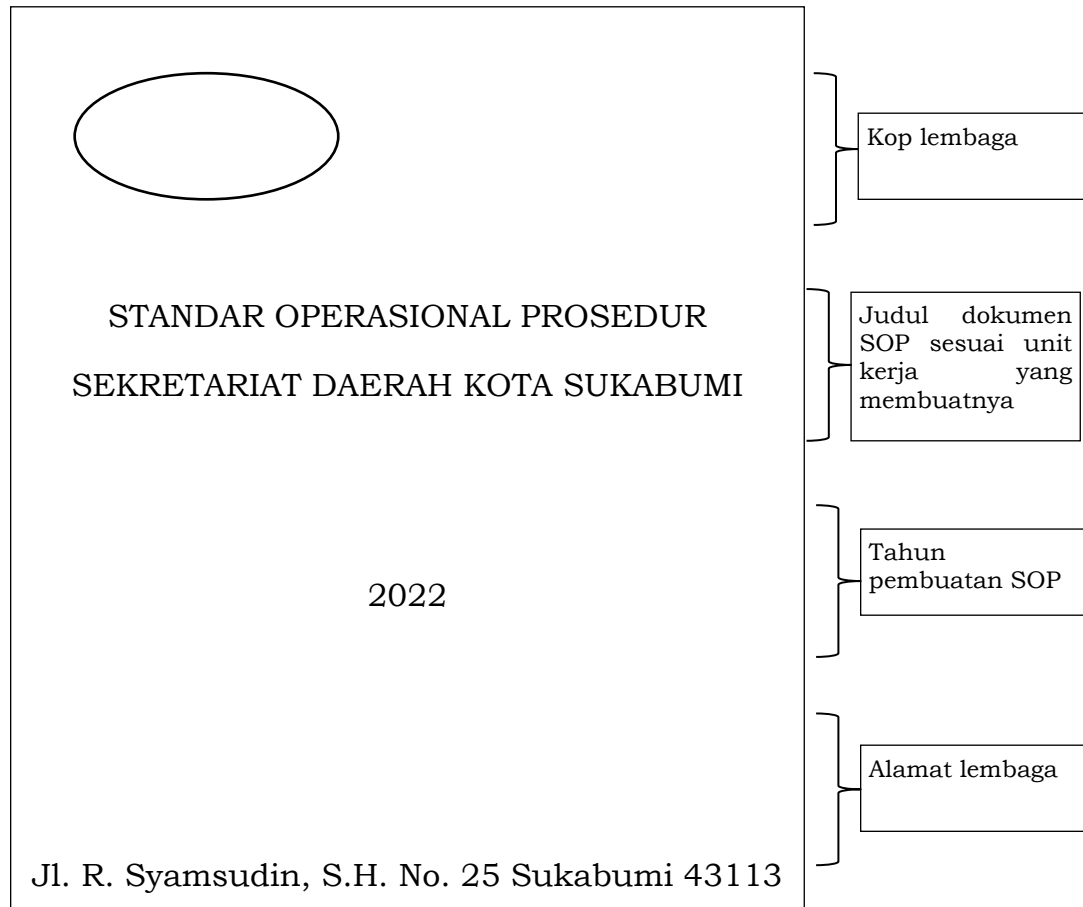 Kop lembaga
STANDAR OPERASIONAL PROSEDUR
SEKRETARIAT DAERAH KOTA SUKABUMI
Judul dokumen
SOP sesuai unit
kerja yang
membuatnya
2022
Tahun
pembuatan SOP
Alamat lembaga
Jl. R. Syamsudin, S.H. No. 25 Sukabumi 43113